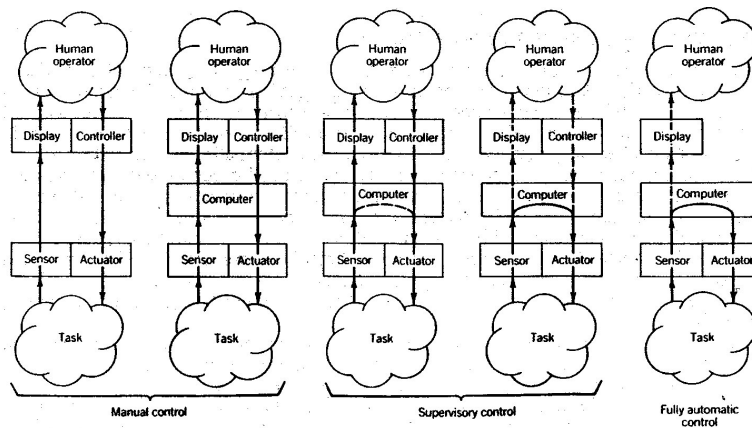 Human operator
Display Controller
Sensor Actuator
Task
Human operator
Display Controller
Computer
Sensor Actuator
Task
Manual control
Human operator
Display Controller
Computer
Sensor Actuator
Task
Human operator
Display Controller
Computer
Sensor Actuator
Task
Supervisory control
Human operator
Display
Computer
Sensor Actuator
Task
Fully automatic
control